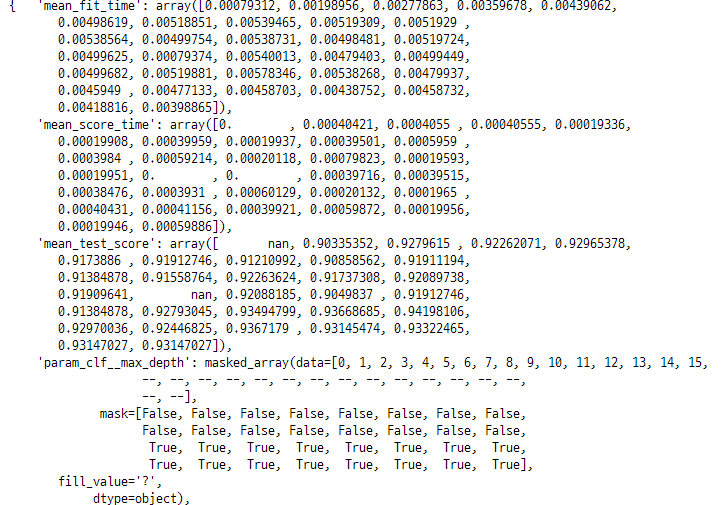 {   'mean_fit_time': array([0.00079312, 0.00198956, 0.00277863, 0.00359678, 0.00439062,
       0.00498619, 0.00518851, 0.00539465, 0.00519309, 0.0051929 ,
       0.00538564, 0.00499754, 0.00538731, 0.00498481, 0.00519724,
       0.00499625, 0.00079374, 0.00540013, 0.00479403, 0.00499449,
       0.00499682, 0.00519881, 0.00578346, 0.00538268, 0.00479937,
       0.0045949 , 0.00477133, 0.00458703, 0.00438752, 0.00458732,
       0.00418816, 0.00398865]),
    'mean_score_time': array([0.        , 0.00040421, 0.0004055 , 0.00040555, 0.00019336,
       0.00019908, 0.00039959, 0.00019937, 0.00039501, 0.0005959 ,
       0.0003984 , 0.00059214, 0.00020118, 0.00079823, 0.00019593,
       0.00019951, 0.        , 0.        , 0.00039716, 0.00039515,
       0.00038476, 0.0003931 , 0.00060129, 0.00020132, 0.0001965 ,
       0.00040431, 0.00041156, 0.00039921, 0.00059872, 0.00019956,
       0.00019946, 0.00059886]),
    'mean_test_score': array([       nan, 0.90335352, 0.9279615 , 0.92262071, 0.92965378,
       0.9173886 , 0.91912746, 0.91210992, 0.90858562, 0.91911194,
       0.91384878, 0.91558764, 0.92263624, 0.91737308, 0.92089738,
       0.91909641,        nan, 0.92088185, 0.9049837 , 0.91912746,
       0.91384878, 0.92793045, 0.93494799, 0.93668685, 0.94198106,
       0.92970036, 0.92446825, 0.9367179 , 0.93145474, 0.93322465,
       0.93147027, 0.93147027]),
    'param_clf__max_depth': masked_array(data=[0, 1, 2, 3, 4, 5, 6, 7, 8, 9, 10, 11, 12, 13, 14, 15,
                   --, --, --, --, --, --, --, --, --, --, --, --, --, --,
                   --, --],
             mask=[False, False, False, False, False, False, False, False,
                   False, False, False, False, False, False, False, False,
                    True,  True,  True,  True,  True,  True,  True,  True,
                    True,  True,  True,  True,  True,  True,  True,  True],
       fill_value='?',
            dtype=object),